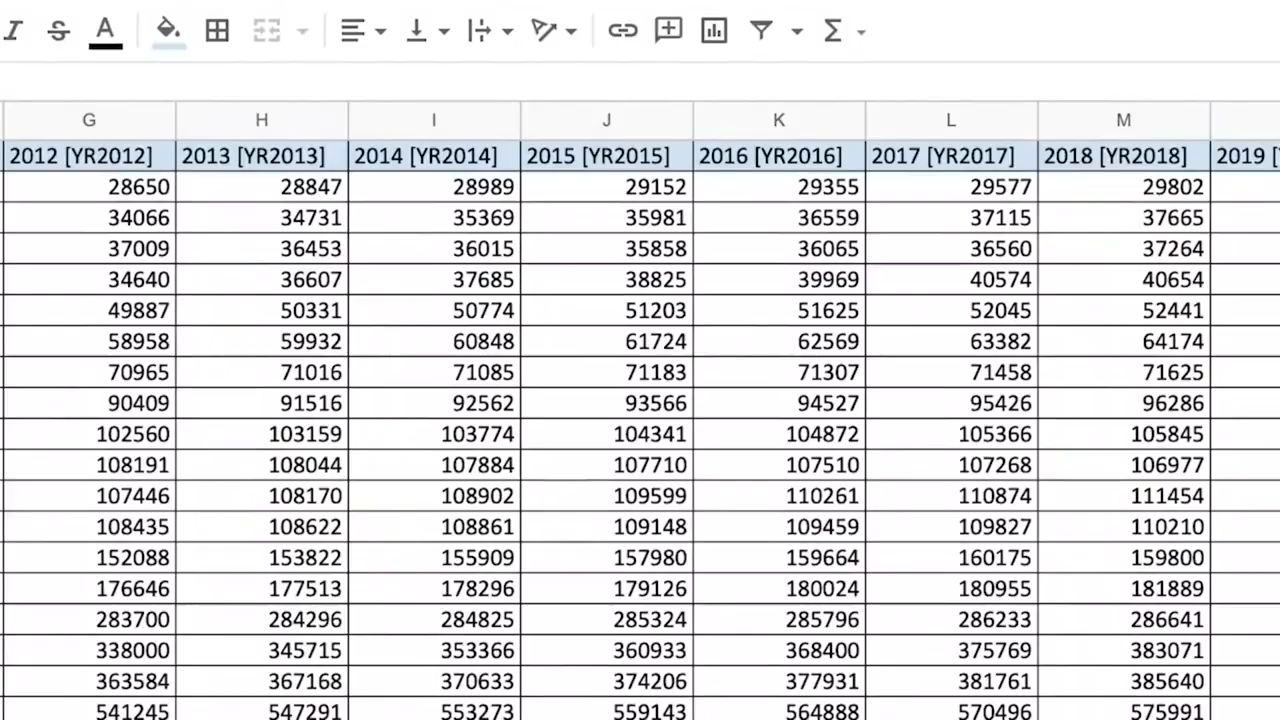 G H I J K L M
2012 [YR2012] 2013 [YR2013] 2014 [YR2014] 2015 [YR2015] 2016 [YR2016] 2017 [YR2017] 2018 [YR2018] 2019 [
28650 28847 28989 29152 29355 29577 29802
34066 34731 35369 35981 36559 37115 37665
37009 36453 36015 35858 36065 36560 37264
34640 36607 37685 38825 39969 40574 40654
49887 50331 50774 51203 51625 52045 52441
58958 59932 60848 61724 62569 63382 64174
70965 71016 71085 71183 71307 71458 71625
90409 91516 92562 93566 94527 95426 96286
102560 103159 103774 104341 104872 105366 105845
108191 108044 107884 107710 107510 107268 106977
107446 108170 108902 109599 110261 110874 111454
108435 108622 108861 109148 109459 109827 110210
152088 153822 155909 157980 159664 160175 159800
176646 177513 178296 179126 180024 180955 181889
283700 284296 284825 285324 285796 286233 286641
338000 345715 353366 360933 368400 375769 383071
363584 367168 370633 374206 377931 381761 385640
541245 547291 553273 559143 564888 570496 575991